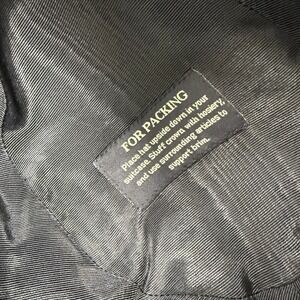 FOR PACKING
Place hat upside down in your
suitcase. Stuff crown with hosiery,
and use surrounding articles to
support brim.